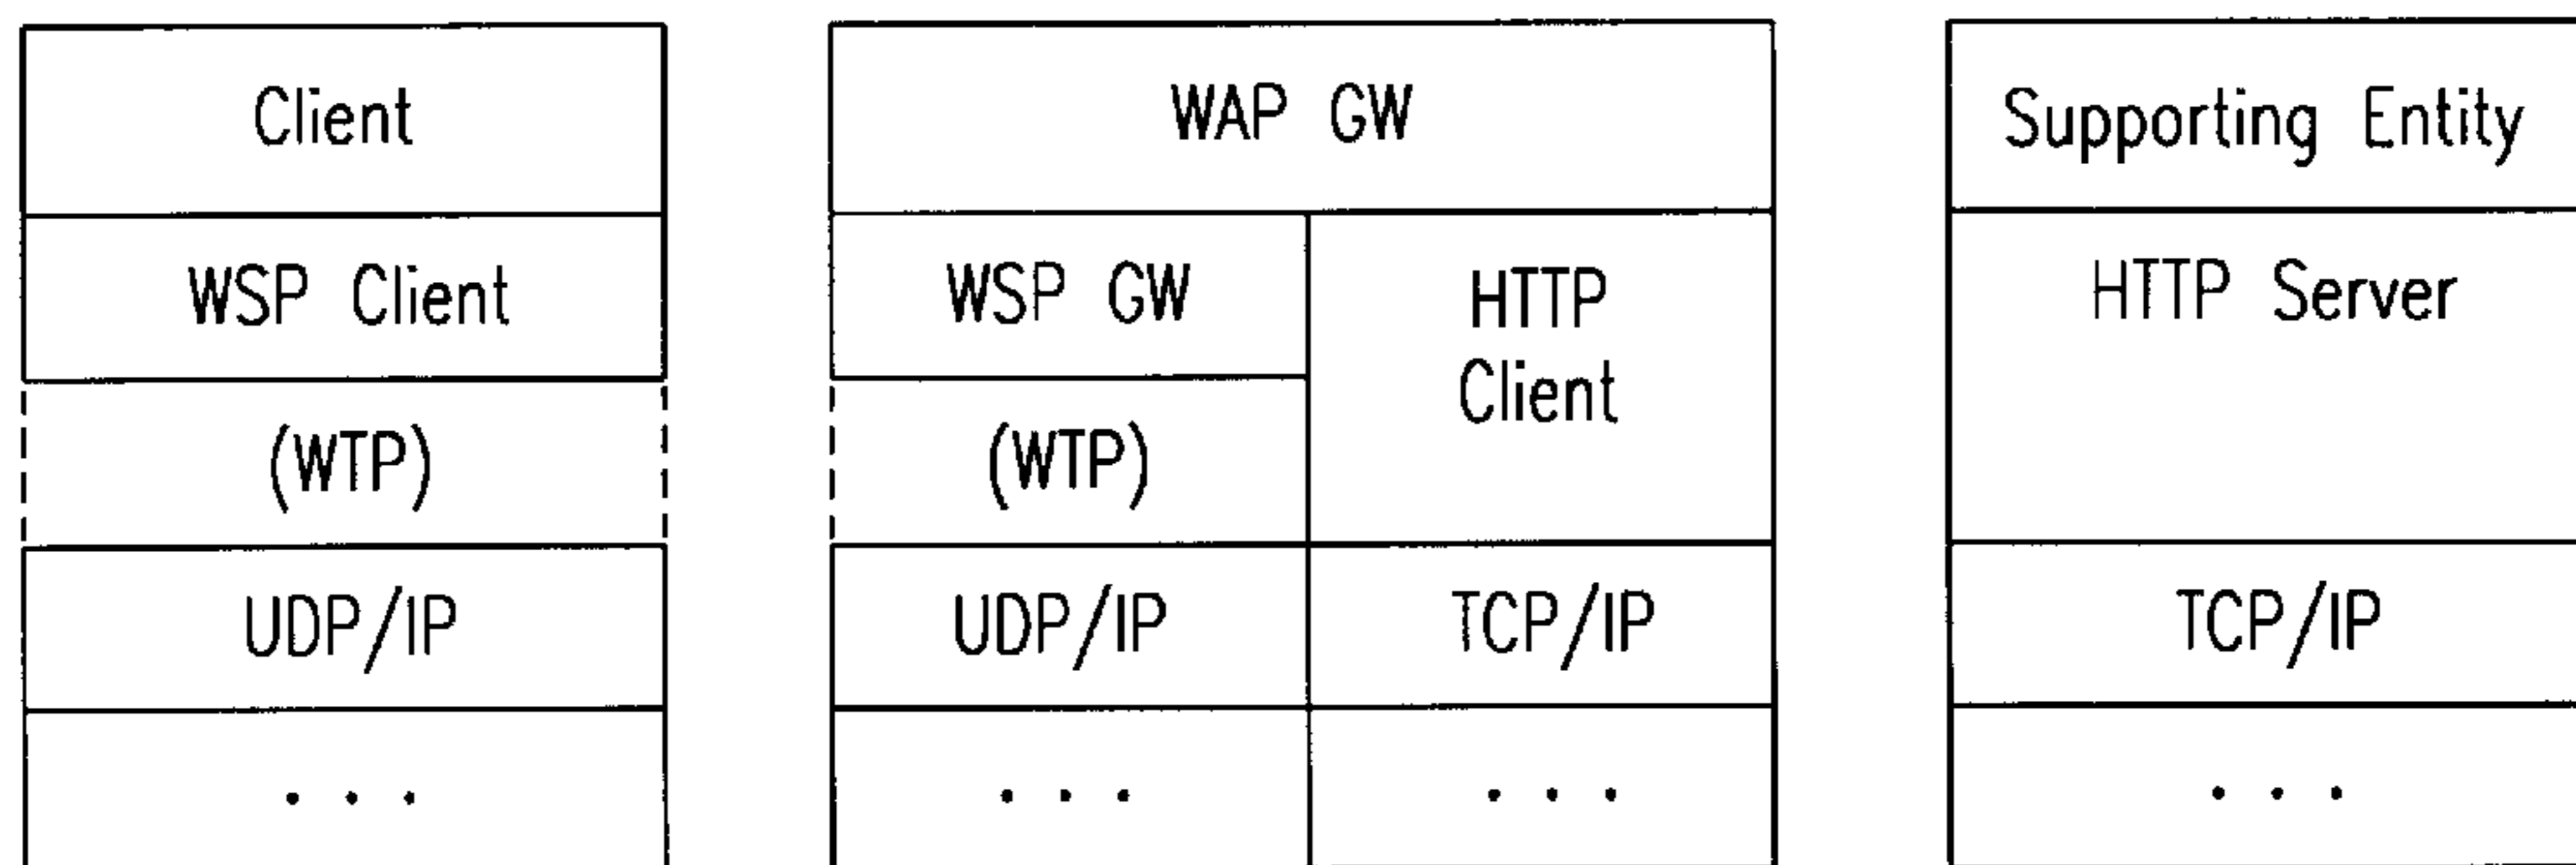 Client
WSP Client
(WTP)
UDP/IP
. . .
WAP GW
WSP GW
(WTP)
UDP/IP
. . .
HTTP
Client
TCP/IP
. . .
Supporting Entity
HTTP Server
TCP/IP
. . .